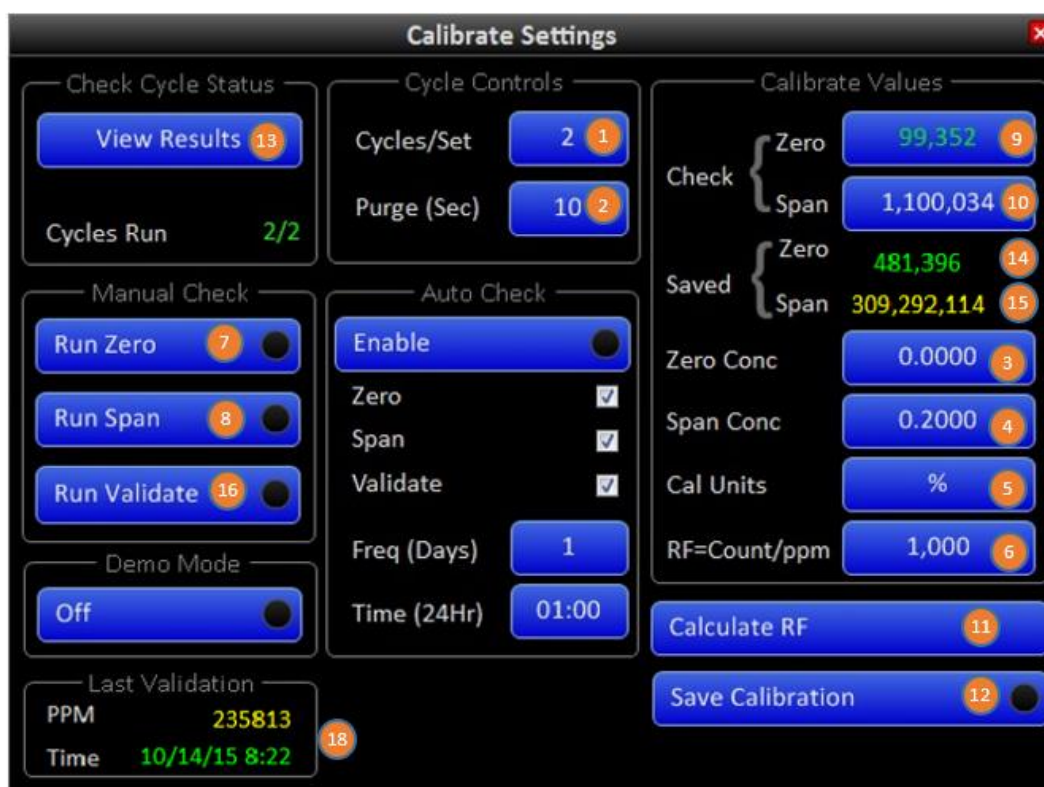 Calibrate Settings
Check Cycle Status
View Results 13
Cycles Run 2/2
Cycle Controls
Cycles/Set 2 1
Purge (Sec) 10 2
Calibrate Values
Check
Zero 99,352 9
Span 1,100,034 10
Saved
Zero 481,396 14
Span 309,292,114 15
Zero Conc 0.0000 3
Span Conc 0.2000 4
Cal Units % 5
RF=Count/ppm 1,000 6
Manual Check
Run Zero 7
Run Span 8
Run Validate 16
Auto Check
Enable
Zero
Span
Validate
Freq (Days) 1
Time (24Hr) 01:00
Demo Mode
Off
Calculate RF 11
Save Calibration 12
Last Validation
PPM 235813
Time 10/14/15 8:22
18